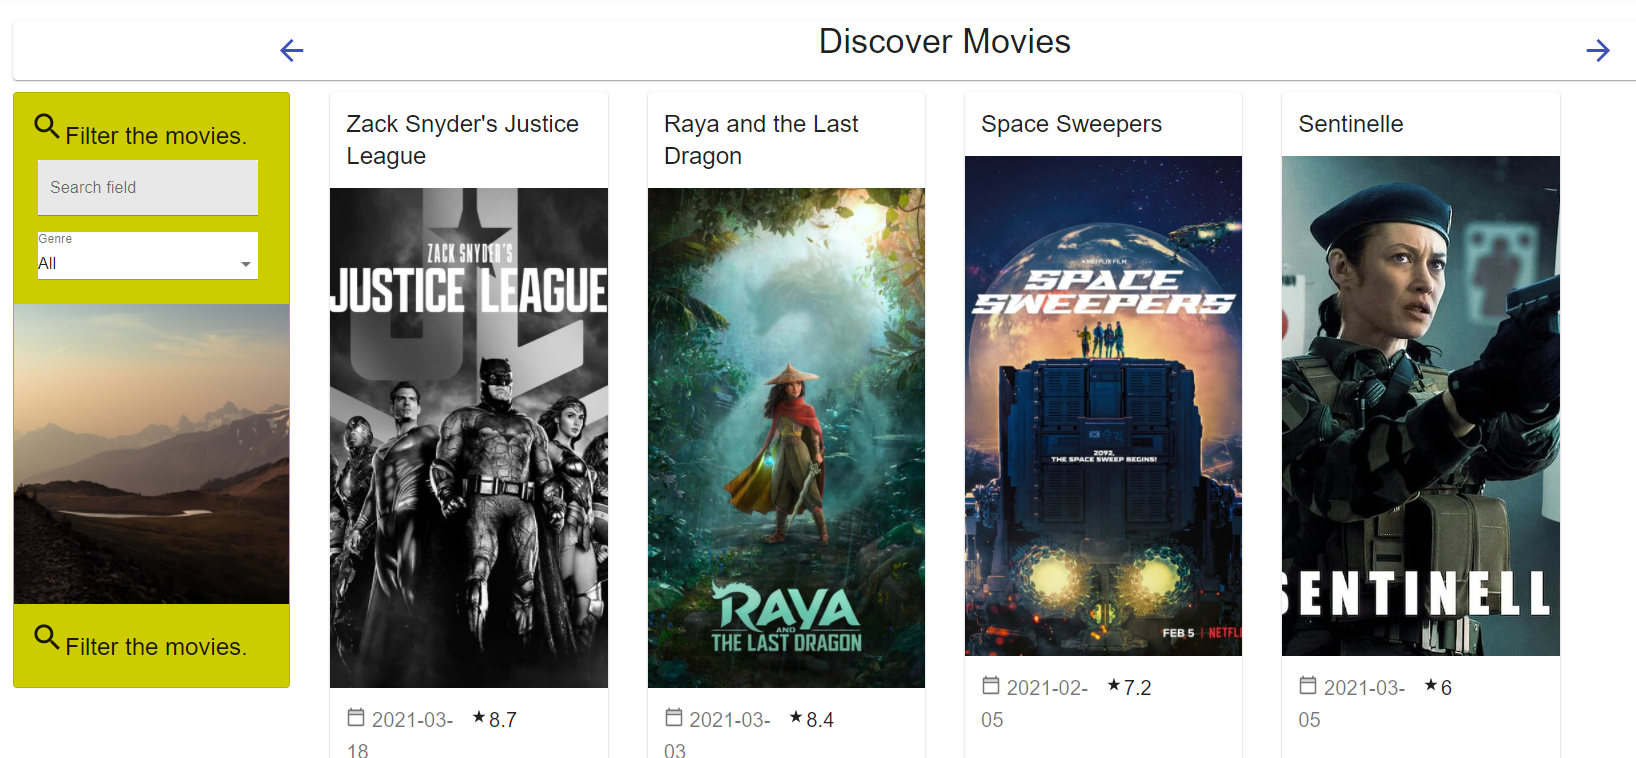 Discover Movies
Filter the movies.
Search field
Genre
All
Filter the movies.
Zack Snyder's Justice
League
ZACK SNYDER'S
JUSTICE LEAGUE
2021-03-
18
★8.7
Raya and the Last
Dragon
RAYA
AND
THE LAST DRAGON
2021-03-
03
★8.4
Space Sweepers
A NETFLIX FILM
SPACE
SWEEPERS
2092,
THE SPACE SWEEP BEGINS!
FEB 5 | NETFLI
2021-02-
05
★7.2
Sentinelle
SENTINELL
2021-03-
05
★6